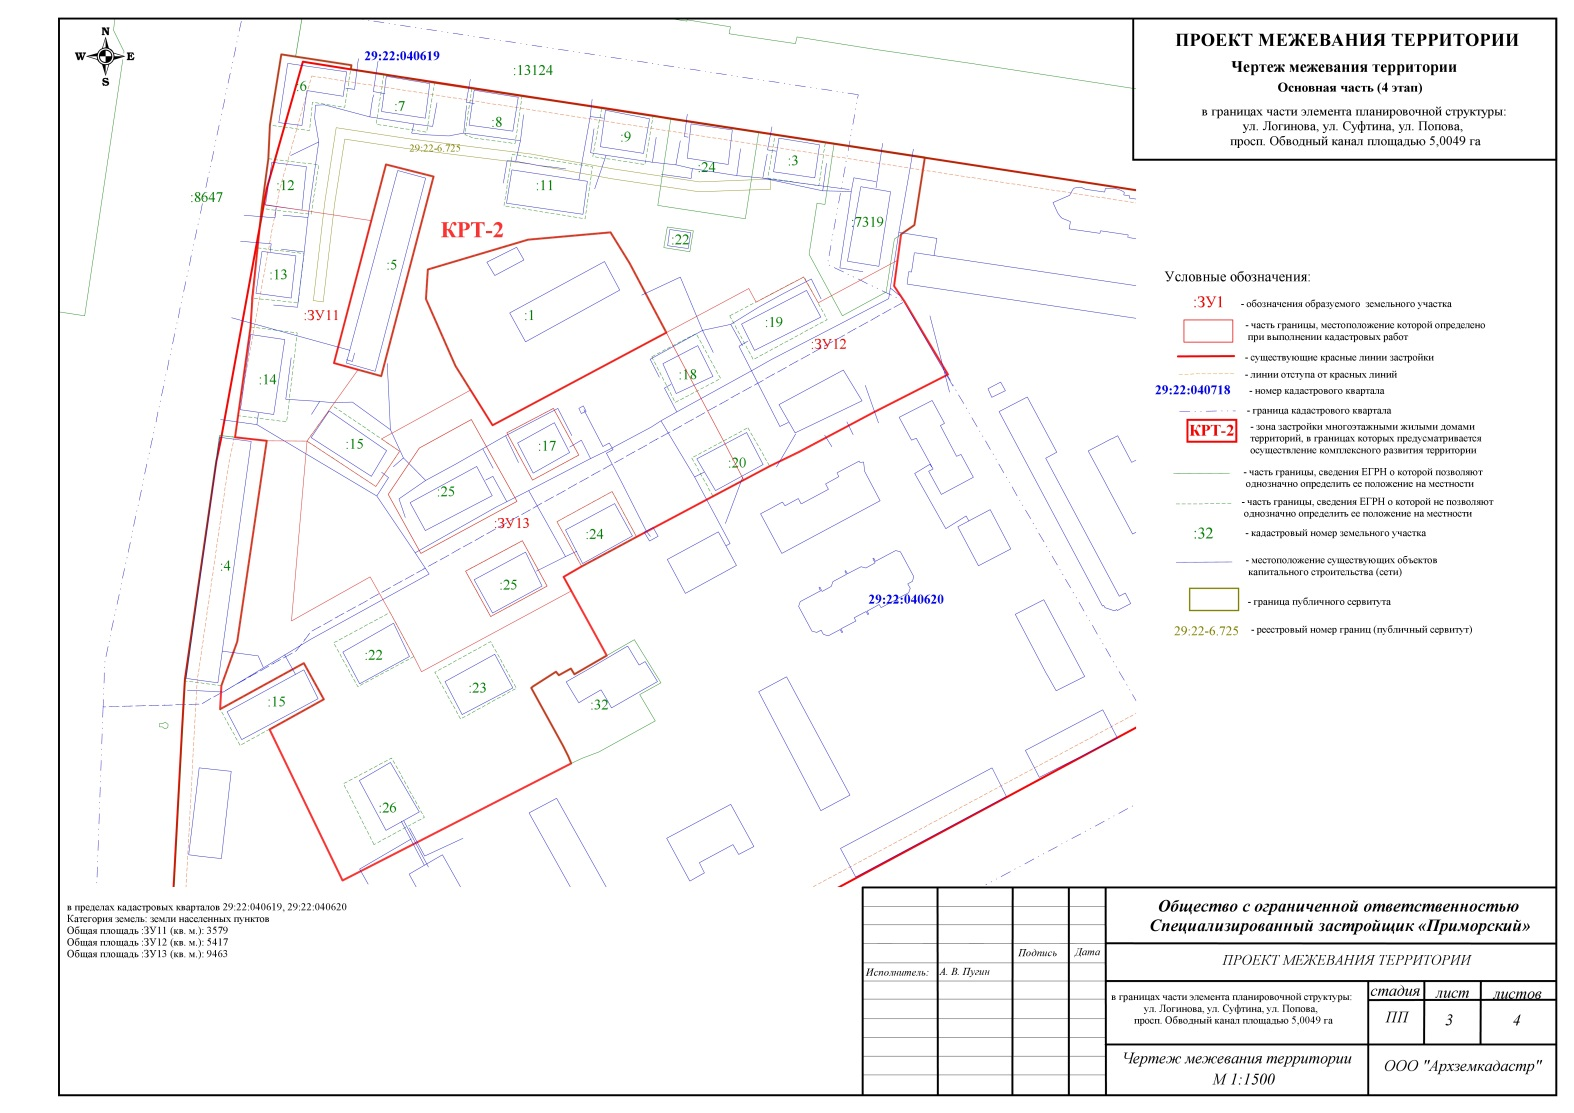 N
W E
S
29:22:040619
:13124
:6
:7
:8
:9
:24
:3
29:22-6.725
:12
:11
:8647
:7319
КРТ-2
:22
:5
:13
:ЗУ11
:1
:19
:ЗУ12
:14
:18
:15
:17
:20
:25
:ЗУ13
:24
:4
:25
29:22:040620
:22
:23
:15
:32
:26
ПРОЕКТ МЕЖЕВАНИЯ ТЕРРИТОРИИ
Чертеж межевания территории
Основная часть (4 этап)
в границах части элемента планировочной структуры:
ул. Логинова, ул. Суфтина, ул. Попова,
просп. Обводный канал площадью 5,0049 га
Условные обозначения:
:ЗУ1 - обозначения образуемого земельного участка
- часть границы, местоположение которой определено
при выполнении кадастровых работ
- существующие красные линии застройки
- линии отступа от красных линий
29:22:040718 - номер кадастрового квартала
- граница кадастрового квартала
КРТ-2 - зона застройки многоэтажными жилыми домами
территорий, в границах которых предусматривается
осуществление комплексного развития территории
- часть границы, сведения ЕГРН о которой позволяют
однозначно определить ее положение на местности
- часть границы, сведения ЕГРН о которой не позволяют
однозначно определить ее положение на местности
:32 - кадастровый номер земельного участка
- местоположение существующих объектов
капитального строительства (сети)
- граница публичного сервитута
29:22-6.725 - реестровый номер границ (публичный сервитут)
в пределах кадастровых кварталов 29:22:040619, 29:22:040620
Категория земель: земли населенных пунктов
Общая площадь :ЗУ11 (кв. м.): 3579
Общая площадь :ЗУ12 (кв. м.): 5417
Общая площадь :ЗУ13 (кв. м.): 9463
Подпись Дата
Исполнитель: А. В. Пугин
Общество с ограниченной ответственностью
Специализированный застройщик «Приморский»
ПРОЕКТ МЕЖЕВАНИЯ ТЕРРИТОРИИ
в границах части элемента планировочной структуры:
ул. Логинова, ул. Суфтина, ул. Попова,
просп. Обводный канал площадью 5,0049 га
стадия лист листов
ПП 3 4
Чертеж межевания территории
М 1:1500
ООО "Архземкадастр"